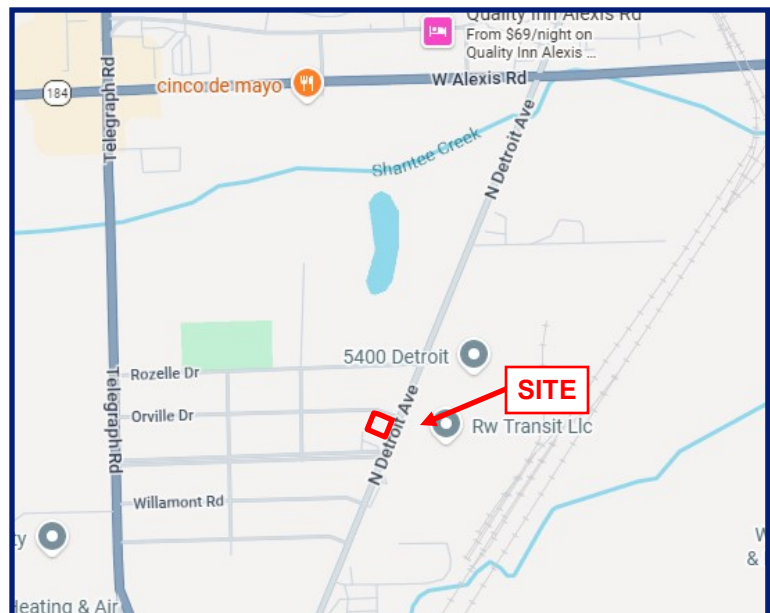 Quality Inn Alexis Rd
From $69/night on
Quality Inn Alexis ...
Telegraph Rd
184
cinco de mayo
W Alexis Rd
Shantee Creek
N Detroit Ave
5400 Detroit
Rozelle Dr
SITE
Orville Dr
Telegraph Rd
N Detroit Ave
Rw Transit Llc
Willamont Rd
ty
W
&
Heating & Air